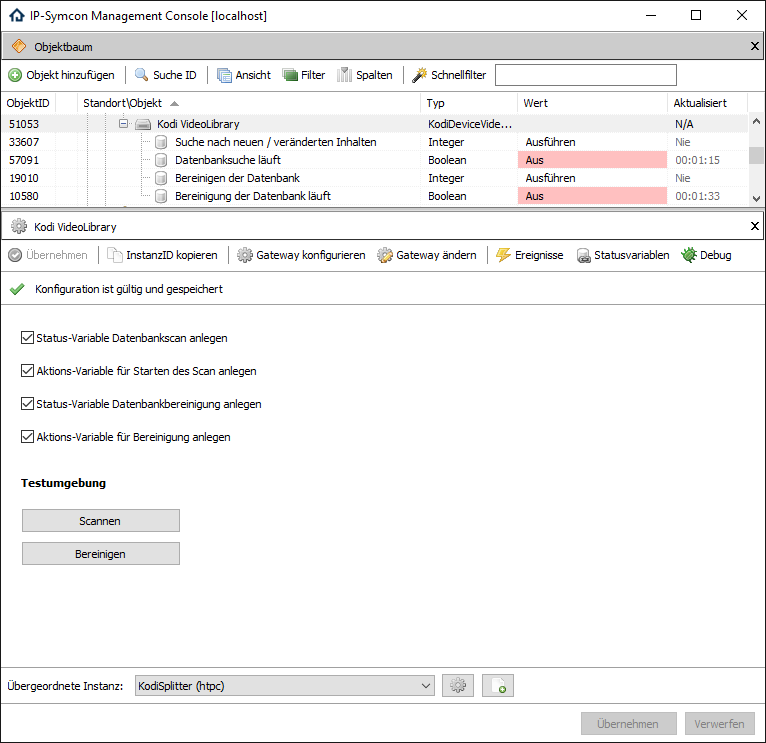 IP-Symcon Management Console [localhost]
Objektbaum
Objekt hinzufügen Suche ID Ansicht Filter Spalten Schnellfilter
ObjektID Standort\Objekt Typ Wert Aktualisiert
51053 Kodi VideoLibrary KodiDeviceVide... N/A
33607 Suche nach neuen / veränderten Inhalten Integer Ausführen Nie
57091 Datenbanksuche läuft Boolean Aus 00:01:15
19010 Bereinigen der Datenbank Integer Ausführen Nie
10580 Bereinigung der Datenbank läuft Boolean Aus 00:01:33
Kodi VideoLibrary
Übernehmen InstanzID kopieren Gateway konfigurieren Gateway ändern Ereignisse Statusvariablen Debug
Konfiguration ist gültig und gespeichert
Status-Variable Datenbankscan anlegen
Aktions-Variable für Starten des Scan anlegen
Status-Variable Datenbankbereinigung anlegen
Aktions-Variable für Bereinigung anlegen
Testumgebung
Scannen
Bereinigen
Übergeordnete Instanz: KodiSplitter (htpc)
Übernehmen Verwerfen